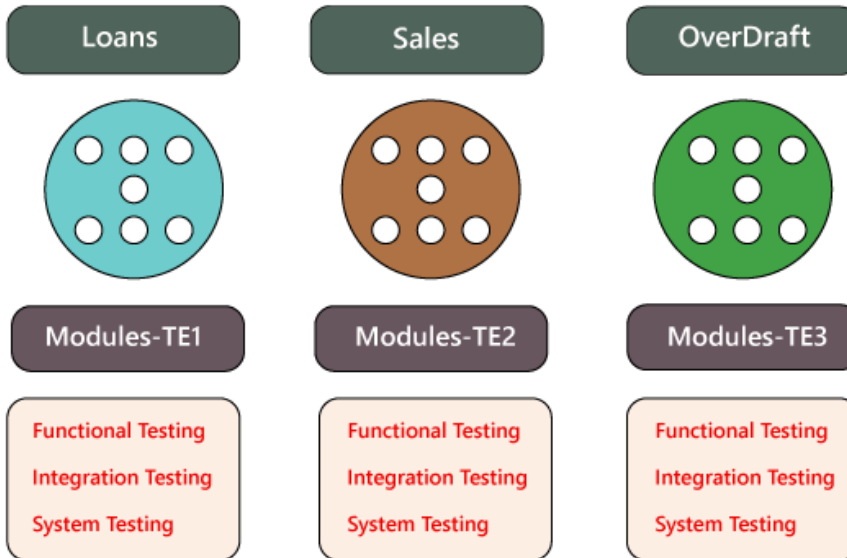 Loans
Sales
OverDraft
Modules-TE1
Modules-TE2
Modules-TE3
Functional Testing
Integration Testing
System Testing
Functional Testing
Integration Testing
System Testing
Functional Testing
Integration Testing
System Testing